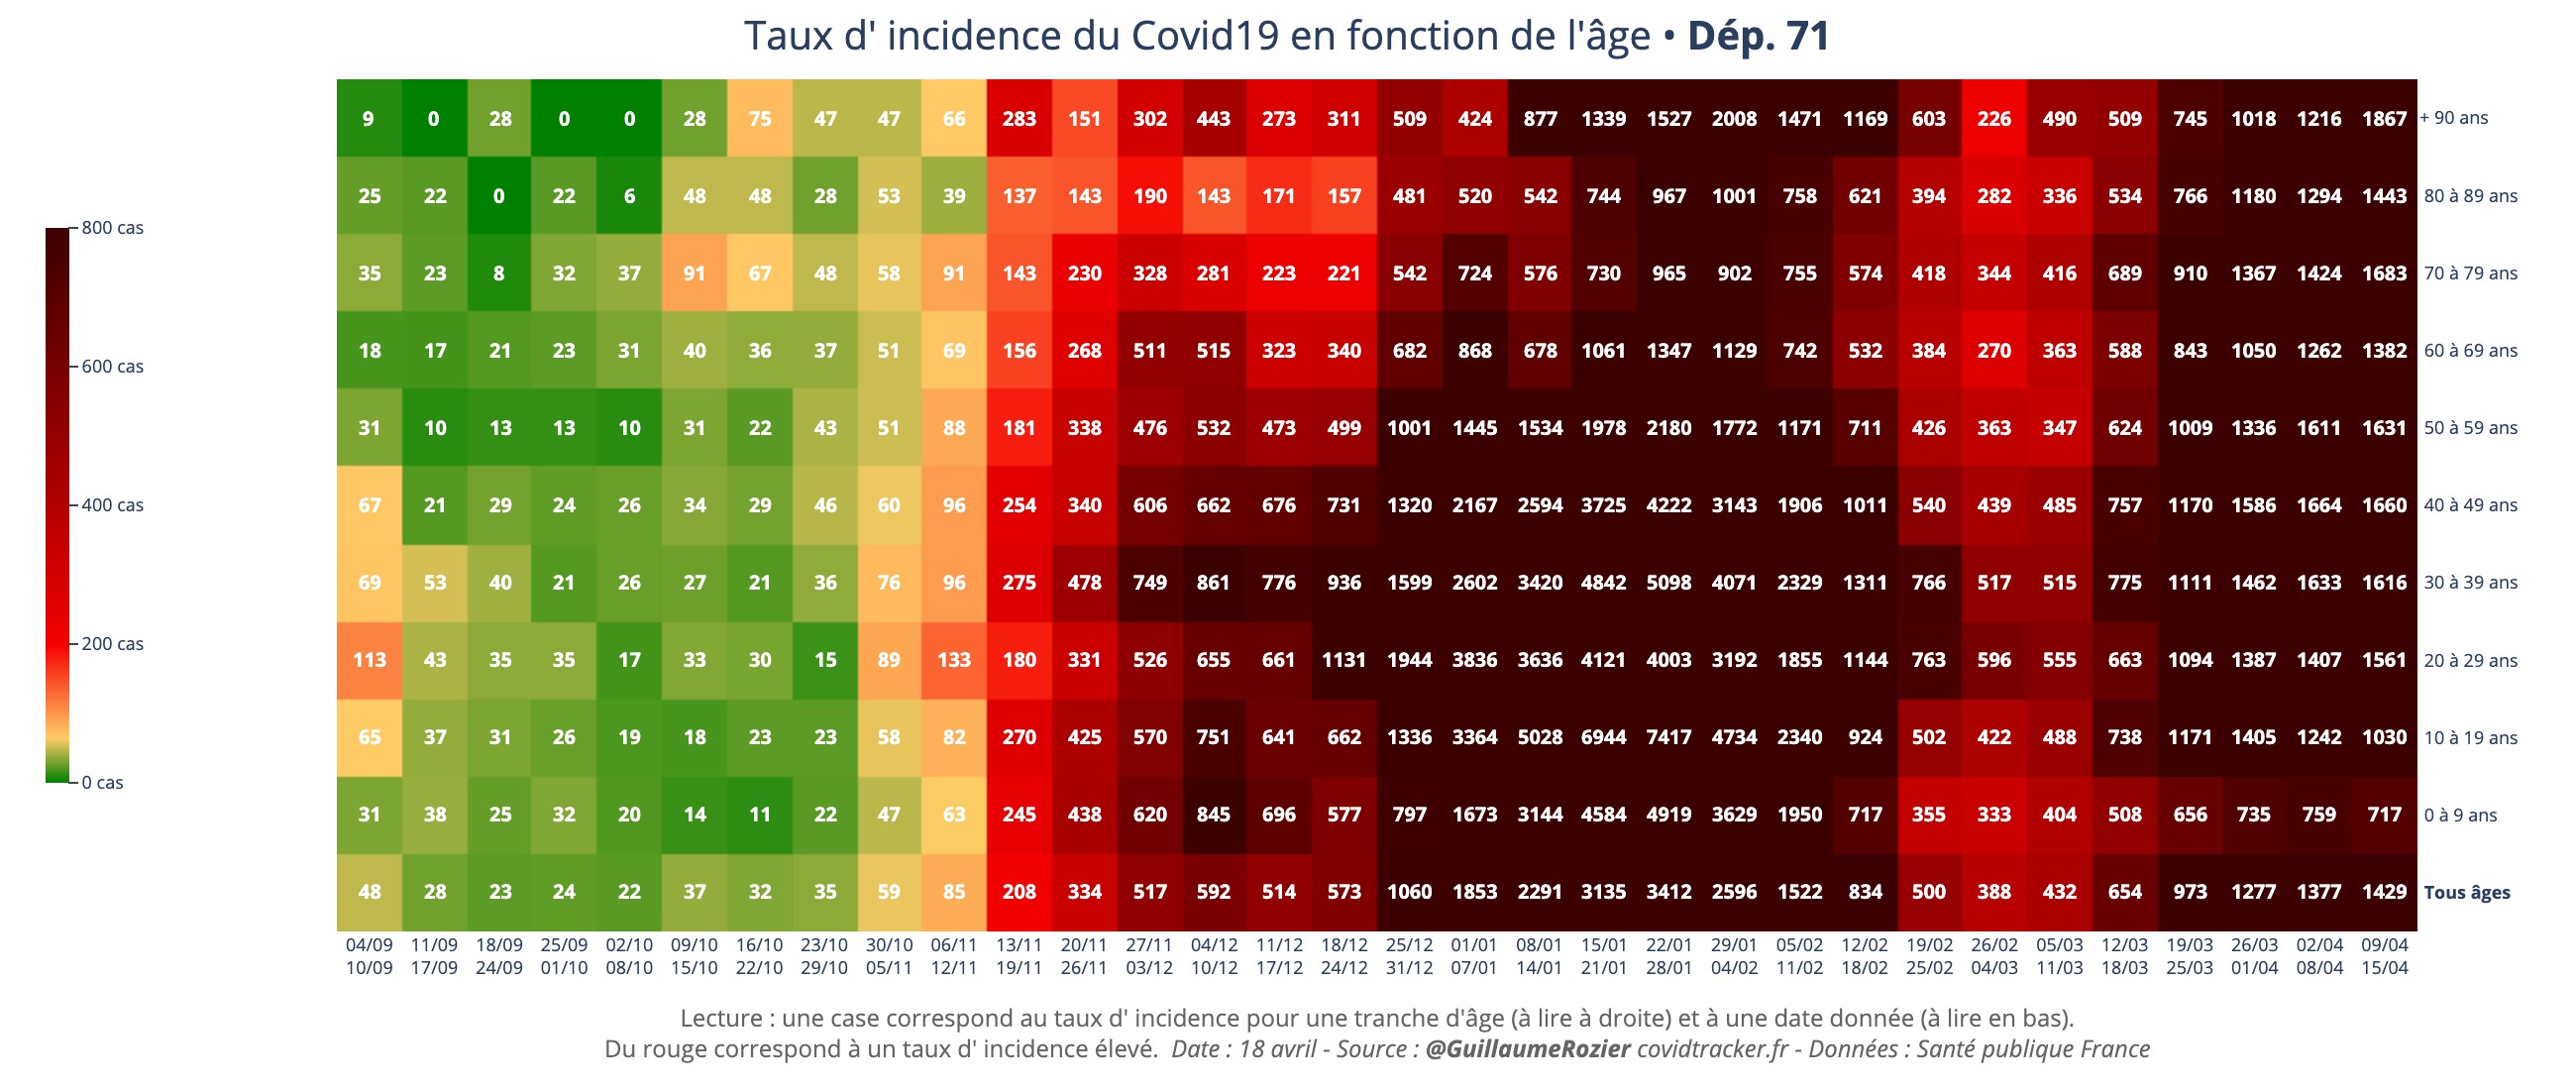 Taux d' incidence du Covid19 en fonction de l'âge • Dép. 71
9 0 28 0 0 28 75 47 47 66 283 151 302 443 273 311 509 424 877 1339 1527 2008 1471 1169 603 226 490 509 745 1018 1216 1867 + 90 ans
25 22 0 22 6 48 48 28 53 39 137 143 190 143 171 157 481 520 542 744 967 1001 758 621 394 282 336 534 766 1180 1294 1443 80 à 89 ans
800 cas
35 23 8 32 37 91 67 48 58 91 143 230 328 281 223 221 542 724 576 730 965 902 755 574 418 344 416 689 910 1367 1424 1683 70 à 79 ans
18 17 21 23 31 40 36 37 51 69 156 268 511 515 323 340 682 868 678 1061 1347 1129 742 532 384 270 363 588 843 1050 1262 1382 60 à 69 ans
600 cas
31 10 13 13 10 31 22 43 51 88 181 338 476 532 473 499 1001 1445 1534 1978 2180 1772 1171 711 426 363 347 624 1009 1336 1611 1631 50 à 59 ans
400 cas
67 21 29 24 26 34 29 46 60 96 254 340 606 662 676 731 1320 2167 2594 3725 4222 3143 1906 1011 540 439 485 757 1170 1586 1664 1660 40 à 49 ans
69 53 40 21 26 27 21 36 76 96 275 478 749 861 776 936 1599 2602 3420 4842 5098 4071 2329 1311 766 517 515 775 1111 1462 1633 1616 30 à 39 ans
200 cas
113 43 35 35 17 33 30 15 89 133 180 331 526 655 661 1131 1944 3836 3636 4121 4003 3192 1855 1144 763 596 555 663 1094 1387 1407 1561 20 à 29 ans
65 37 31 26 19 18 23 23 58 82 270 425 570 751 641 662 1336 3364 5028 6944 7417 4734 2340 924 502 422 488 738 1171 1405 1242 1030 10 à 19 ans
0 cas
31 38 25 32 20 14 11 22 47 63 245 438 620 845 696 577 797 1673 3144 4584 4919 3629 1950 717 355 333 404 508 656 735 759 717 0 à 9 ans
48 28 23 24 22 37 32 35 59 85 208 334 517 592 514 573 1060 1853 2291 3135 3412 2596 1522 834 500 388 432 654 973 1277 1377 1429 Tous âges
04/09 11/09 18/09 25/09 02/10 09/10 16/10 23/10 30/10 06/11 13/11 20/11 27/11 04/12 11/12 18/12 25/12 01/01 08/01 15/01 22/01 29/01 05/02 12/02 19/02 26/02 05/03 12/03 19/03 26/03 02/04 09/04
10/09 17/09 24/09 01/10 08/10 15/10 22/10 29/10 05/11 12/11 19/11 26/11 03/12 10/12 17/12 24/12 31/12 07/01 14/01 21/01 28/01 04/02 11/02 18/02 25/02 04/03 11/03 18/03 25/03 01/04 08/04 15/04
Lecture : une case correspond au taux d' incidence pour une tranche d'âge (à lire à droite) et à une date donnée (à lire en bas).
Du rouge correspond à un taux d' incidence élevé. Date : 18 avril - Source : @GuillaumeRozier covidtracker.fr - Données : Santé publique France